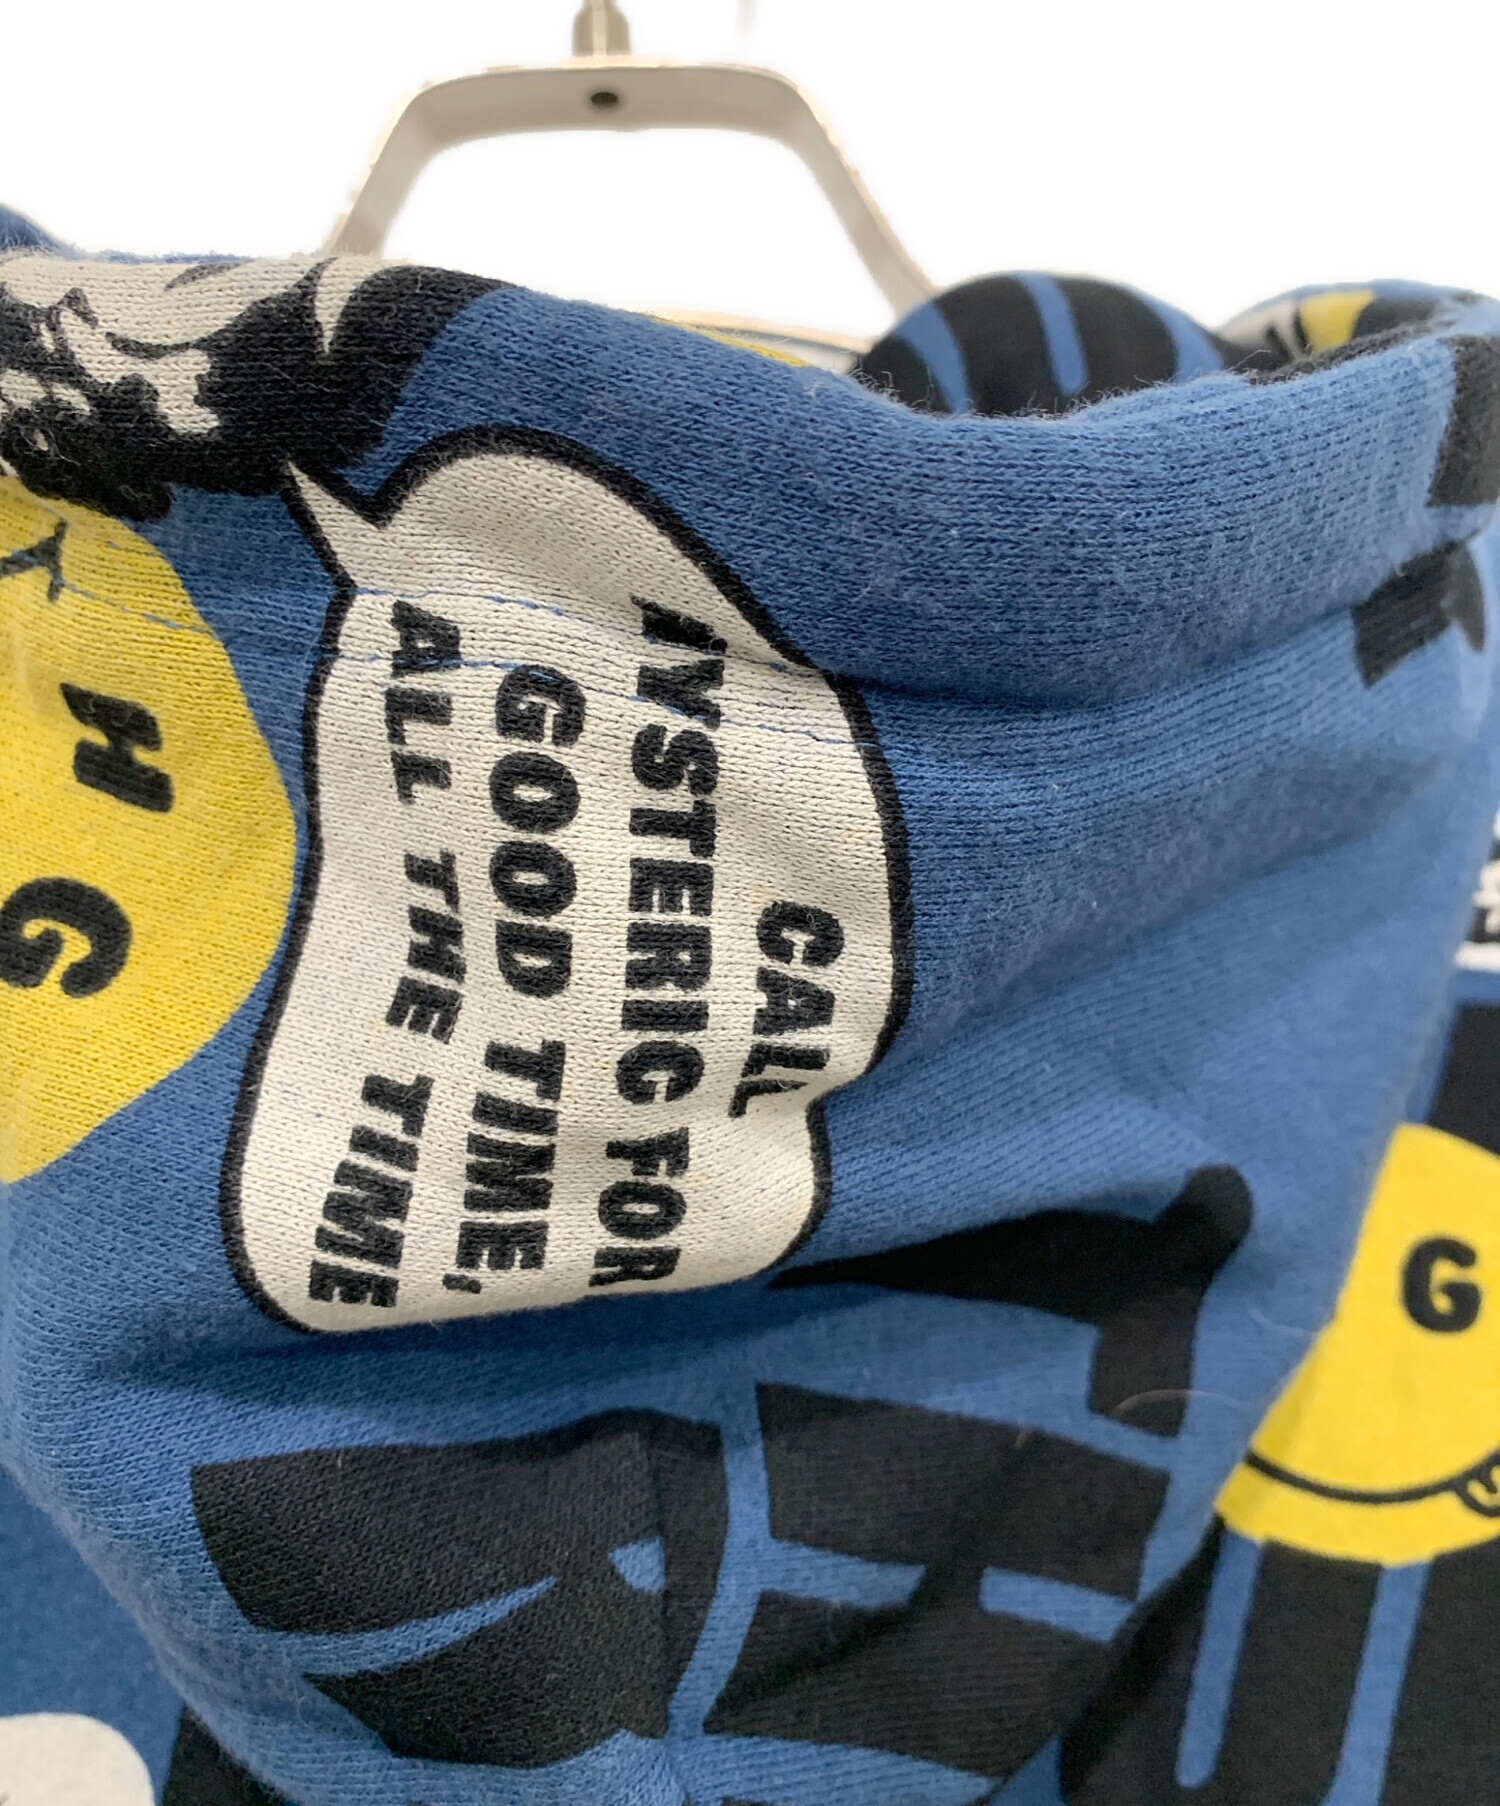 CALL
HYSTERIC FOR
GOOD TIME,
ALL THE TIME
H
G
G